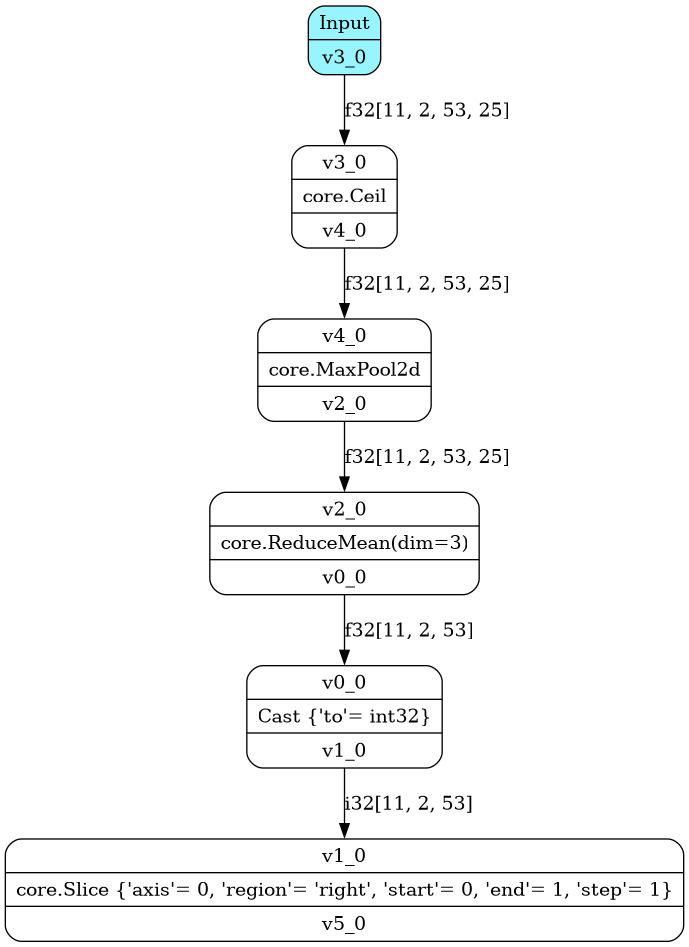 Input
v3_0
f32[11, 2, 53, 25]
v3_0
core.Ceil
v4_0
f32[11, 2, 53, 25]
v4_0
core.MaxPool2d
v2_0
f32[11, 2, 53, 25]
v2_0
core.ReduceMean(dim=3)
v0_0
f32[11, 2, 53]
v0_0
Cast {'to'= int32}
v1_0
i32[11, 2, 53]
v1_0
core.Slice {'axis'= 0, 'region'= 'right', 'start'= 0, 'end'= 1, 'step'= 1}
v5_0